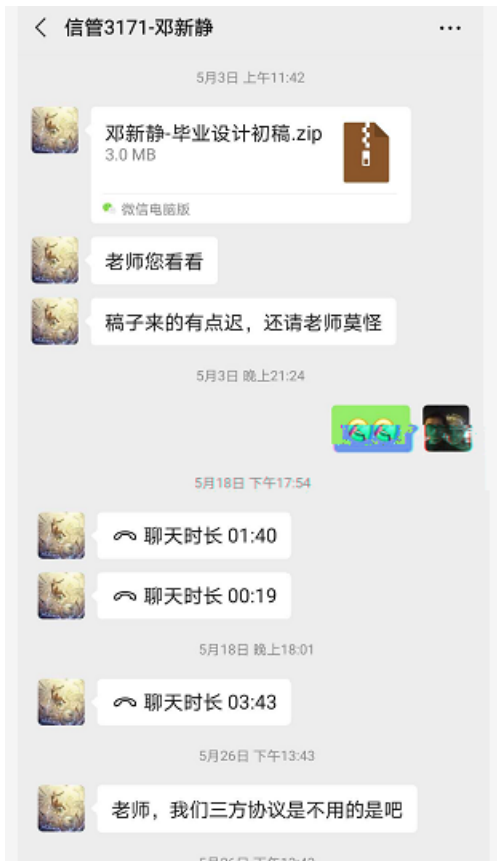 信管3171-邓新静
5月3日 上午11:42
邓新静-毕业设计初稿.zip
3.0 MB
微信电脑版
老师您看看
稿子来的有点迟，还请老师莫怪
5月3日 晚上21:24
5月18日 下午17:54
聊天时长 01:40
聊天时长 00:19
5月18日 晚上18:01
聊天时长 03:43
5月26日 下午13:43
老师，我们三方协议是不用的是吧